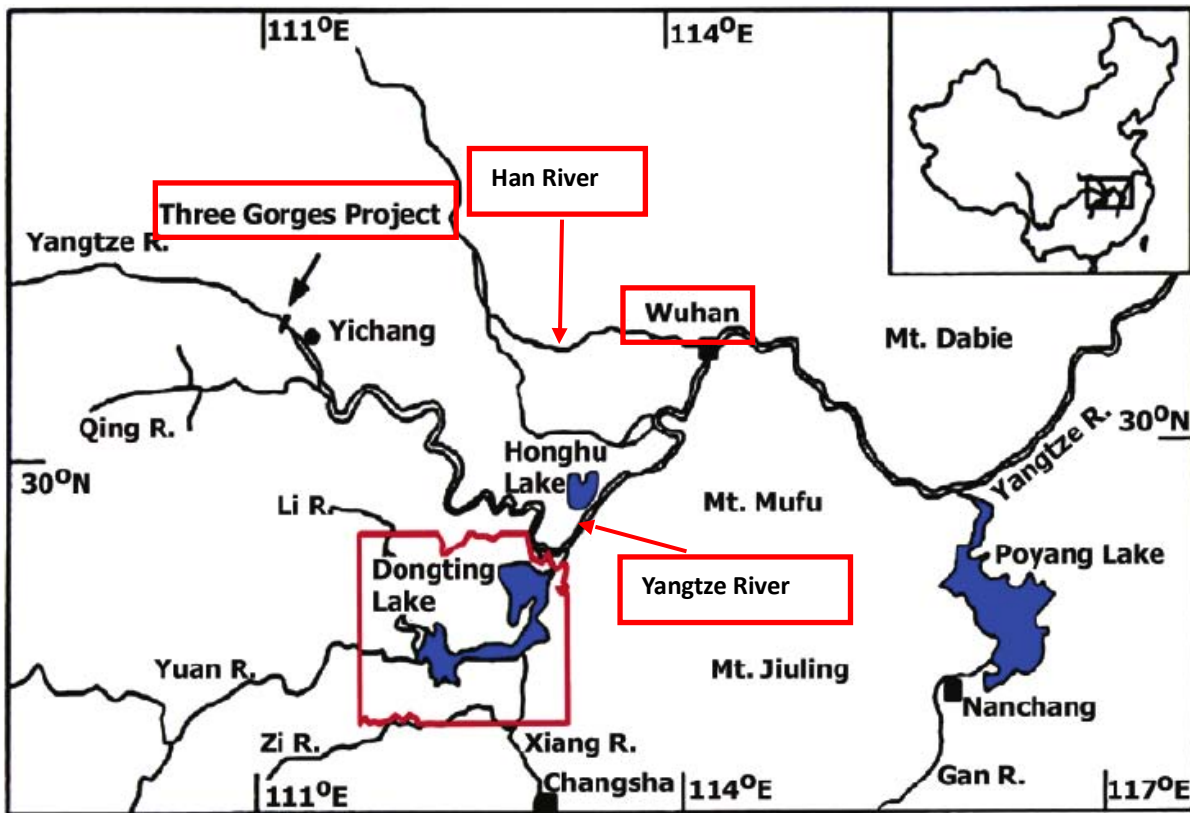 111°E
114°E
Han River
Three Gorges Project
Yangtze R.
Wuhan
Yichang
Mt. Dabie
Qing R.
Yangtze R.
30°N
Honghu
Lake
30°N
Li R.
Mt. Mufu
Dongting
Lake
Yangtze River
Poyang Lake
Yuan R.
Mt. Jiuling
Nanchang
Zi R.
Xiang R.
Gan R.
111°E
Changsha
114°E
117°E